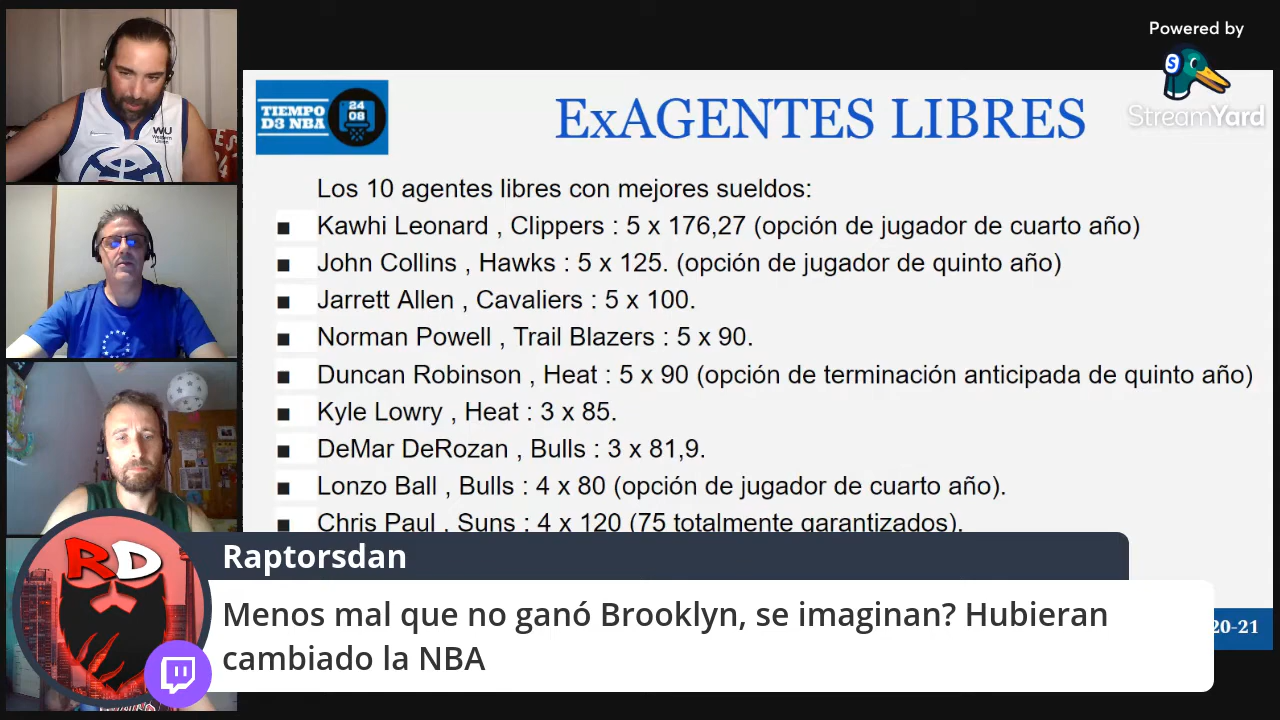 Powered by
StreamYard
TIEMPO
D3 NBA
24
08
ExAGENTES LIBRES
Los 10 agentes libres con mejores sueldos:
■ Kawhi Leonard , Clippers : 5 x 176,27 (opción de jugador de cuarto año)
■ John Collins , Hawks : 5 x 125. (opción de jugador de quinto año)
■ Jarrett Allen , Cavaliers : 5 x 100.
■ Norman Powell , Trail Blazers : 5 x 90.
■ Duncan Robinson , Heat : 5 x 90 (opción de terminación anticipada de quinto año)
■ Kyle Lowry , Heat : 3 x 85.
■ DeMar DeRozan , Bulls : 3 x 81,9.
■ Lonzo Ball , Bulls : 4 x 80 (opción de jugador de cuarto año).
■ Chris Paul , Suns : 4 x 120 (75 totalmente garantizados).
20-21
WU
RD
Raptorsdan
Menos mal que no ganó Brooklyn, se imaginan? Hubieran
cambiado la NBA